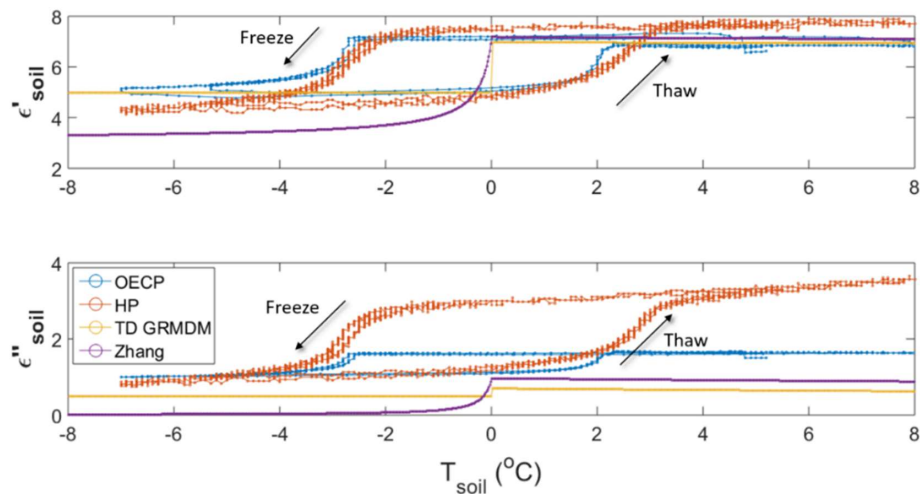 8
6
4
2
ϵ'soil
Freeze
Thaw
-8 -6 -4 -2 0 2 4 6 8
4
2
0
ϵ''soil
OECP
HP
TD GRMDM
Zhang
Freeze
Thaw
-8 -6 -4 -2 0 2 4 6 8
Tsoil (°C)